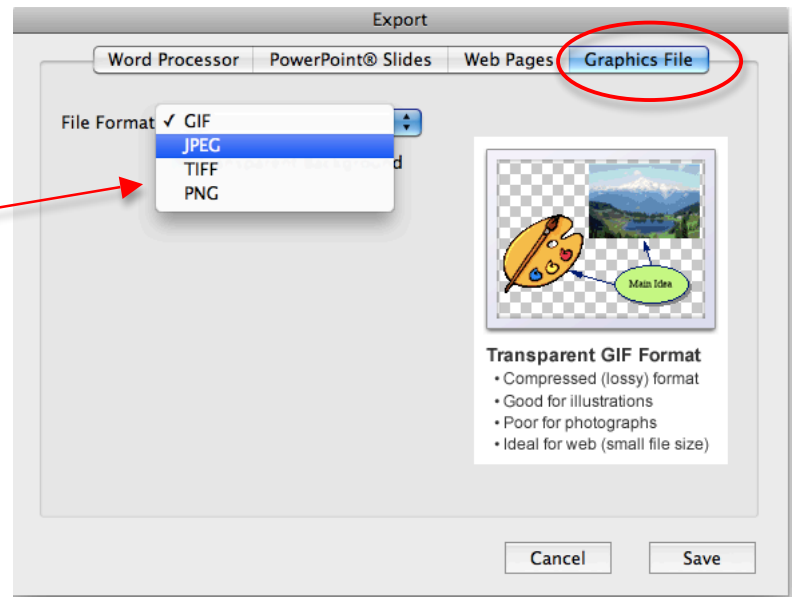 Export
Word Processor PowerPoint® Slides Web Pages Graphics File
File Format ✓ GIF
JPEG
TIFF
PNG
Main Idea
Transparent GIF Format
• Compressed (lossy) format
• Good for illustrations
• Poor for photographs
• Ideal for web (small file size)
Cancel Save